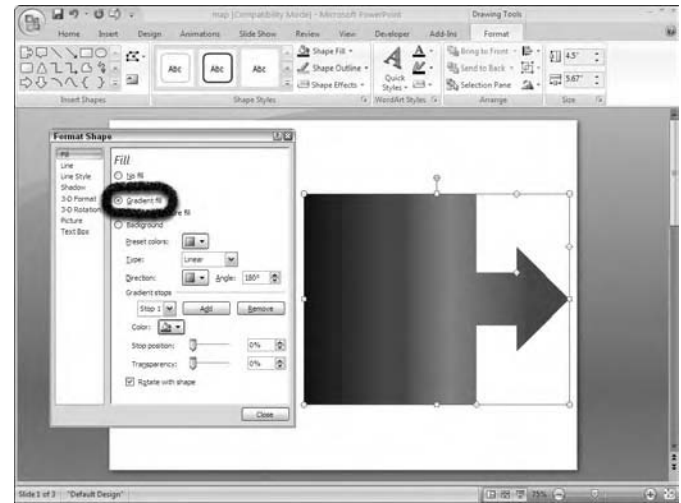 map [Compatibility Mode] - Microsoft PowerPoint
Drawing Tools
Home Insert Design Animations Slide Show Review View Developer Add-Ins Format
Abc Abc Abc
Shape Fill
Shape Outline
Shape Effects
Quick Styles
Bring to Front
Send to Back
Selection Pane
4.5"
5.67"
Insert Shapes Shape Styles WordArt Styles Arrange Size
Format Shape
Fill
Line
Line Style
Shadow
3-D Format
3-D Rotation
Picture
Text Box
Fill
No fill
Gradient fill
fill
Background
Preset colors:
Type: Linear
Direction: Angle: 180°
Gradient stops
Stop 1 Add Remove
Color:
Stop position: 0%
Transparency: 0%
Rotate with shape
Close
Slide 1 of 3 "Default Design" 75%